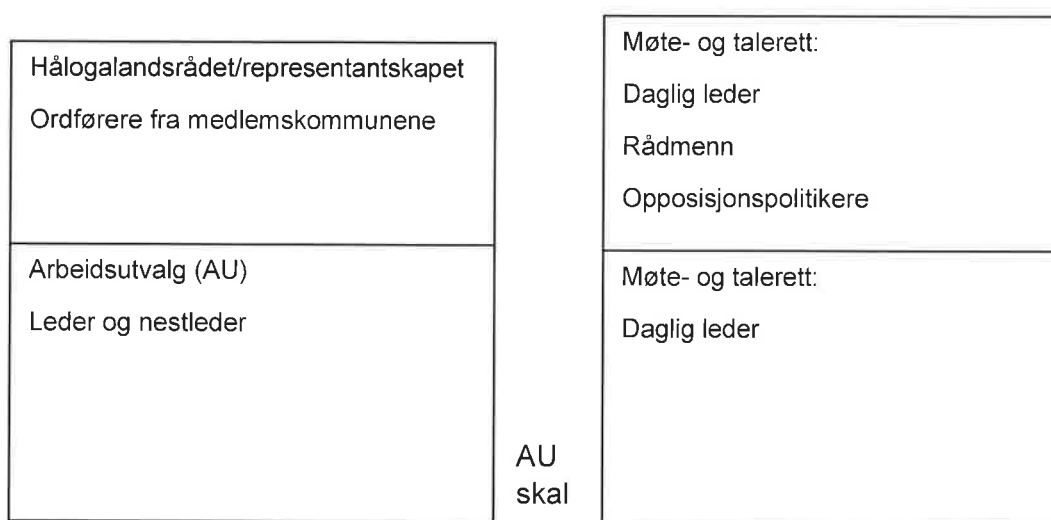 Hålogalandsrådet/representantskapet
Ordførere fra medlemskommunene
Møte- og talerett:
Daglig leder
Rådmenn
Opposisjonspolitikere
Arbeidsutvalg (AU)
Leder og nestleder
Møte- og talerett:
Daglig leder
AU
skal